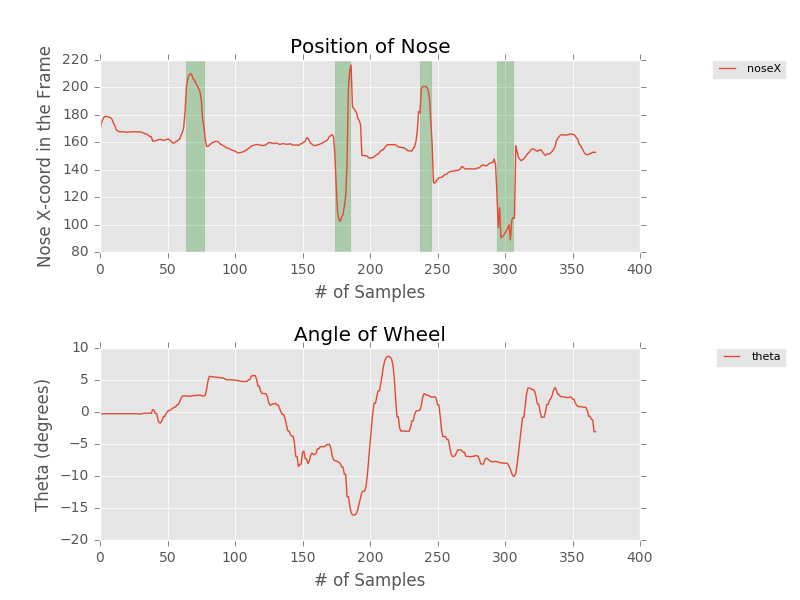 Position of Nose
220
200
180
160
140
120
100
80
Nose X-coord in the Frame
0 50 100 150 200 250 300 350 400
# of Samples
noseX
Angle of Wheel
10
5
0
−5
−10
−15
−20
Theta (degrees)
0 50 100 150 200 250 300 350 400
# of Samples
theta